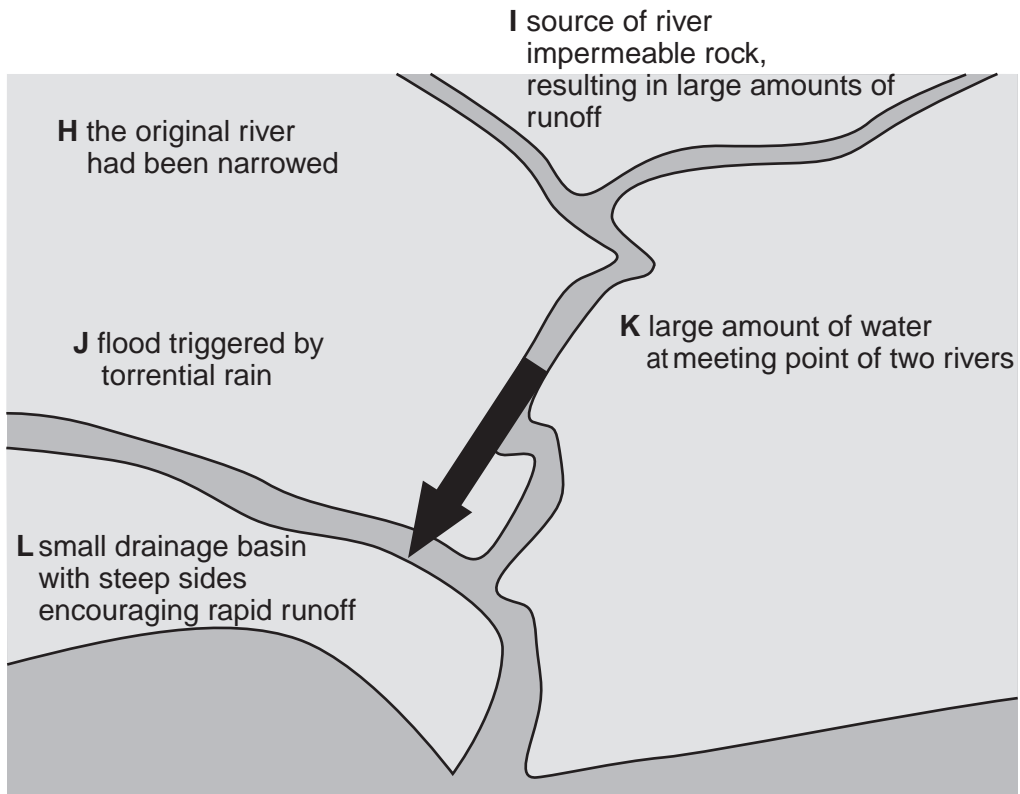 I source of river
impermeable rock,
resulting in large amounts of
runoff
H the original river
had been narrowed
K large amount of water
at meeting point of two rivers
J flood triggered by
torrential rain
L small drainage basin
with steep sides
encouraging rapid runoff